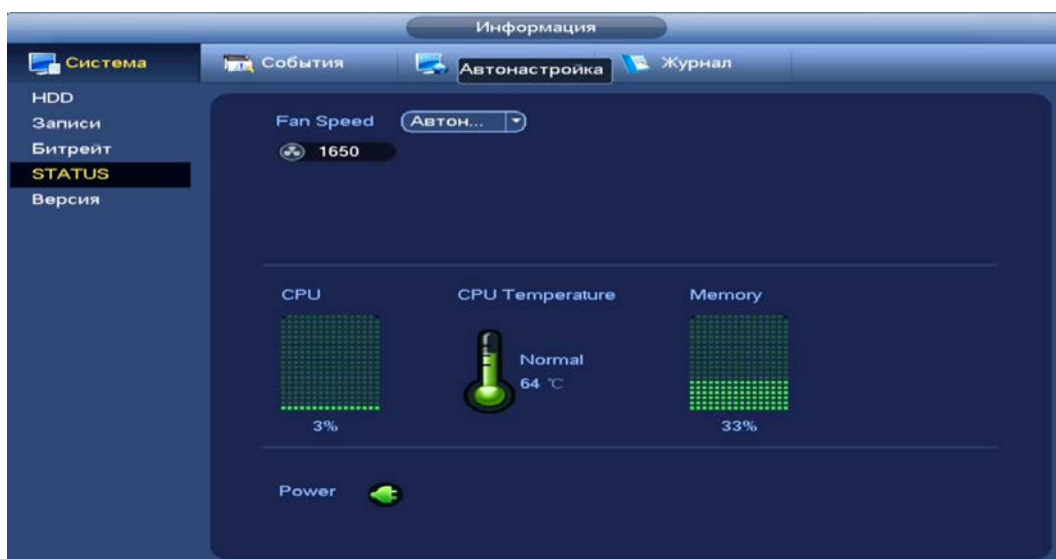 Информация
Система
События
Автонастройка
Журнал
HDD
Записи
Битрейт
STATUS
Версия
Fan Speed
Автон...
1650
CPU
CPU Temperature
Memory
Normal
64 °C
3%
33%
Power